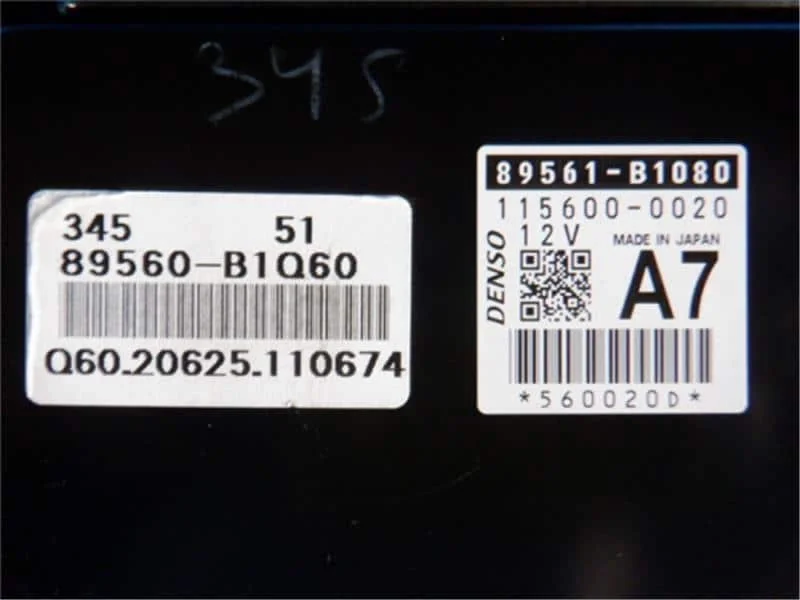 345
345 51
89560-B1Q60
Q60-20625-110674
89561-B1080
115600-0020
12V MADE IN JAPAN
DENSO
A7
*560020D*